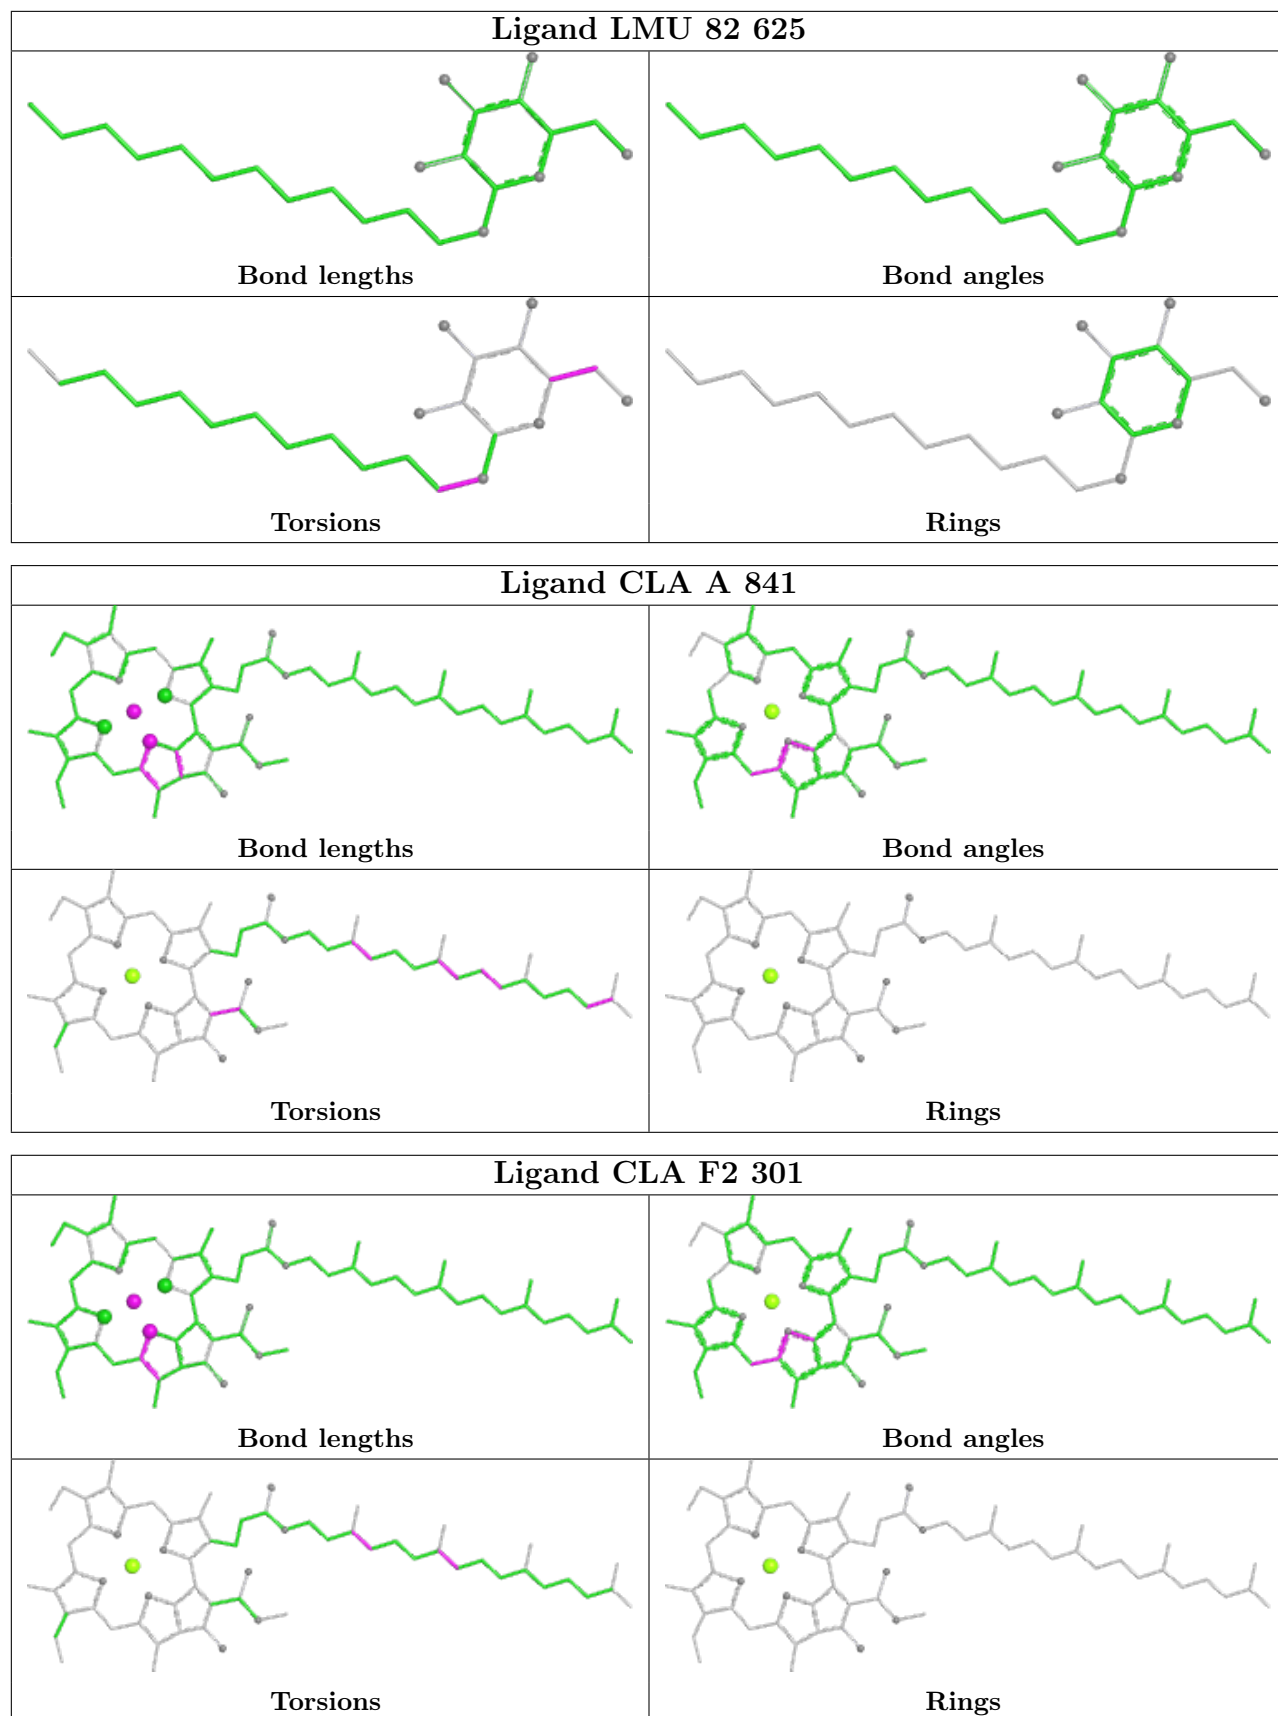 Ligand LMU 82 625
Bond lengths
Bond angles
Torsions
Rings
Ligand CLA A 841
Bond lengths
Bond angles
Torsions
Rings
Ligand CLA F2 301
Bond lengths
Bond angles
Torsions
Rings